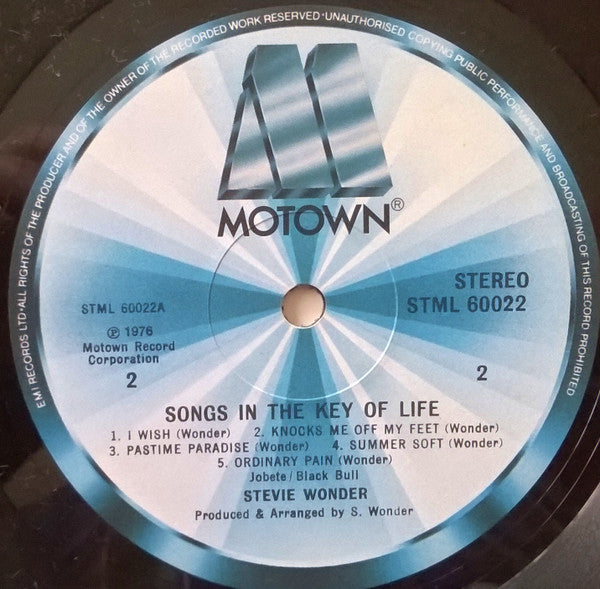 EMI RECORDS LTD·ALL RIGHTS OF THE PRODUCER AND OF THE OWNER OF THE RECORDED WORK RESERVED·UNAUTHORISED COPYING PUBLIC PERFORMANCE AND BROADCASTING OF THIS RECORD PROHIBITED
MOTOWN®
STEREO
STML 60022A
STML 60022
℗ 1976
Motown Record
Corporation
2
2
SONGS IN THE KEY OF LIFE
1. I WISH (Wonder) 2. KNOCKS ME OFF MY FEET (Wonder)
3. PASTIME PARADISE (Wonder) 4. SUMMER SOFT (Wonder)
5. ORDINARY PAIN (Wonder)
Jobete/Black Bull
STEVIE WONDER
Produced & Arranged by S. Wonder